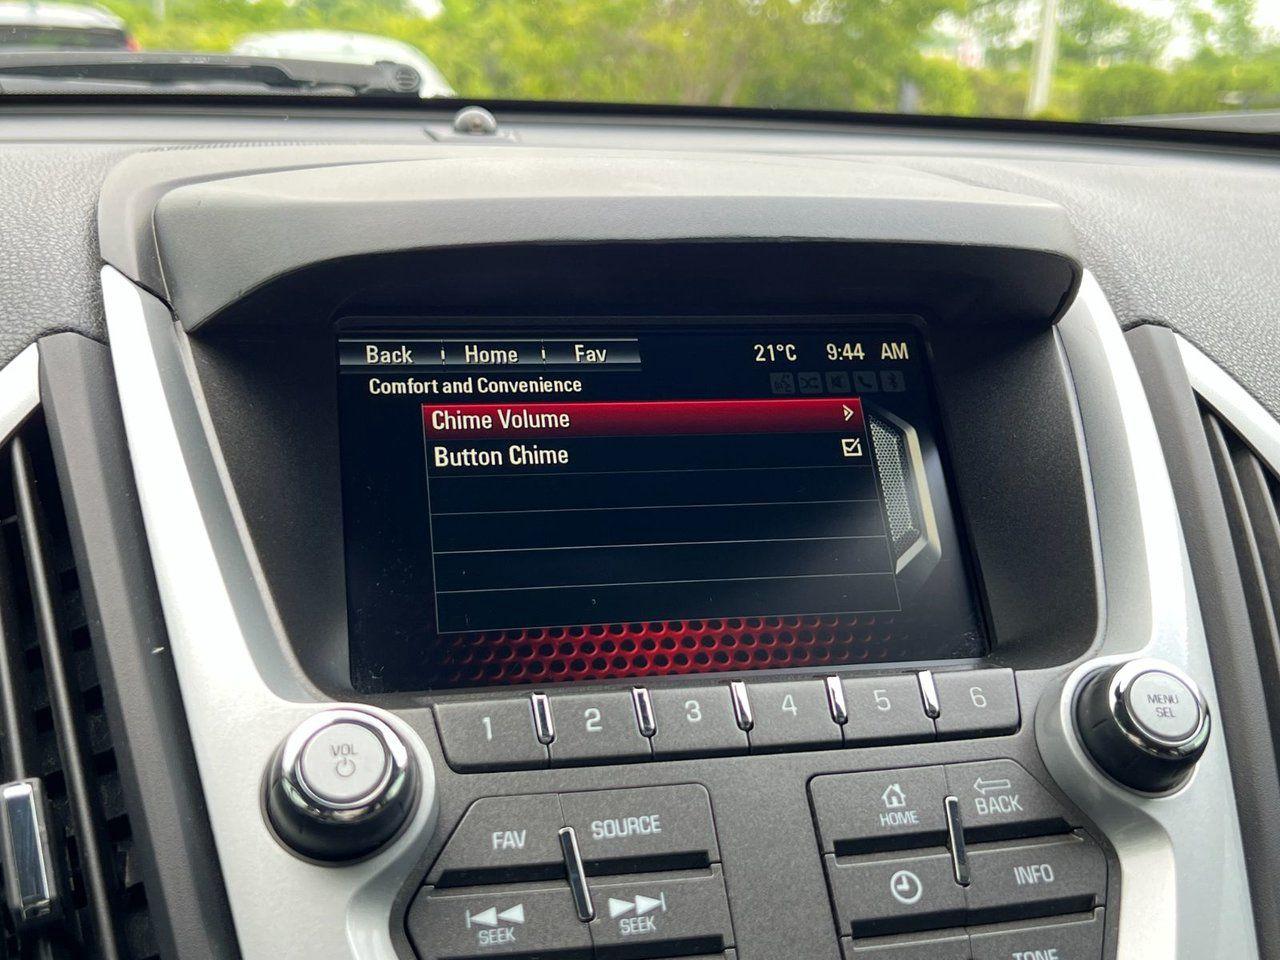 Back Home Fav 21°C 9:44 AM
Comfort and Convenience
Chime Volume
Button Chime
1 2 3 4 5 6
VOL
MENU
SEL
FAV SOURCE
HOME BACK
INFO
SEEK SEEK
TONE